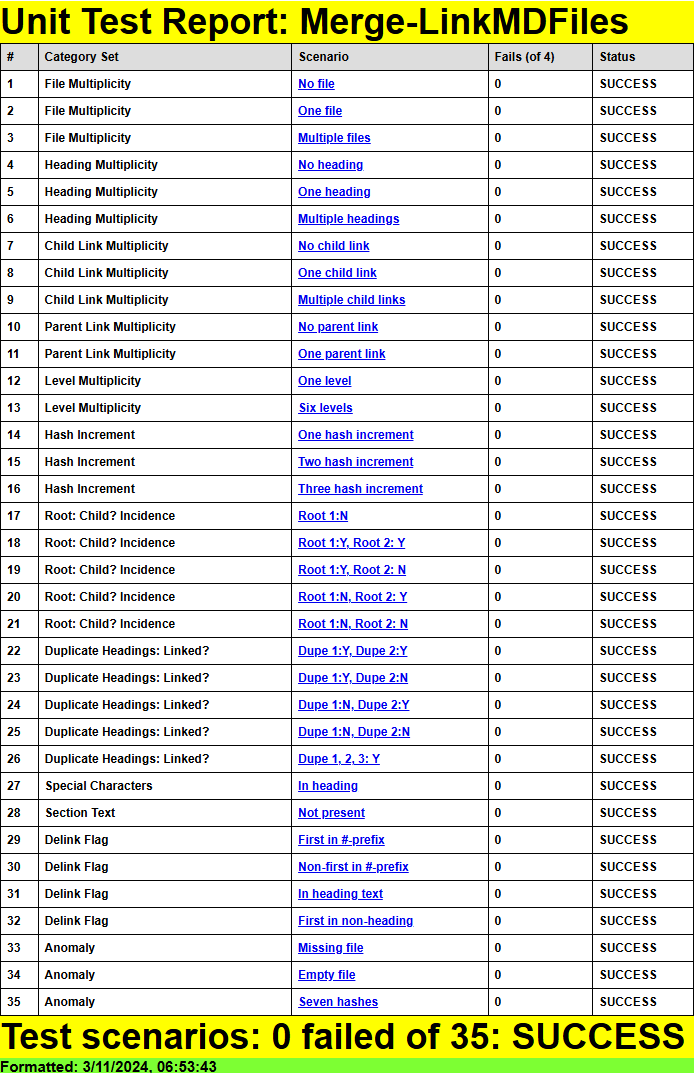 Unit Test Report: Merge-LinkMDFiles
# Category Set Scenario Fails (of 4) Status
1 File Multiplicity No file 0 SUCCESS
2 File Multiplicity One file 0 SUCCESS
3 File Multiplicity Multiple files 0 SUCCESS
4 Heading Multiplicity No heading 0 SUCCESS
5 Heading Multiplicity One heading 0 SUCCESS
6 Heading Multiplicity Multiple headings 0 SUCCESS
7 Child Link Multiplicity No child link 0 SUCCESS
8 Child Link Multiplicity One child link 0 SUCCESS
9 Child Link Multiplicity Multiple child links 0 SUCCESS
10 Parent Link Multiplicity No parent link 0 SUCCESS
11 Parent Link Multiplicity One parent link 0 SUCCESS
12 Level Multiplicity One level 0 SUCCESS
13 Level Multiplicity Six levels 0 SUCCESS
14 Hash Increment One hash increment 0 SUCCESS
15 Hash Increment Two hash increment 0 SUCCESS
16 Hash Increment Three hash increment 0 SUCCESS
17 Root: Child? Incidence Root 1:N 0 SUCCESS
18 Root: Child? Incidence Root 1:Y, Root 2: Y 0 SUCCESS
19 Root: Child? Incidence Root 1:Y, Root 2: N 0 SUCCESS
20 Root: Child? Incidence Root 1:N, Root 2: Y 0 SUCCESS
21 Root: Child? Incidence Root 1:N, Root 2: N 0 SUCCESS
22 Duplicate Headings: Linked? Dupe 1:Y, Dupe 2:Y 0 SUCCESS
23 Duplicate Headings: Linked? Dupe 1:Y, Dupe 2:N 0 SUCCESS
24 Duplicate Headings: Linked? Dupe 1:N, Dupe 2:Y 0 SUCCESS
25 Duplicate Headings: Linked? Dupe 1:N, Dupe 2:N 0 SUCCESS
26 Duplicate Headings: Linked? Dupe 1, 2, 3: Y 0 SUCCESS
27 Special Characters In heading 0 SUCCESS
28 Section Text Not present 0 SUCCESS
29 Delink Flag First in #-prefix 0 SUCCESS
30 Delink Flag Non-first in #-prefix 0 SUCCESS
31 Delink Flag In heading text 0 SUCCESS
32 Delink Flag First in non-heading 0 SUCCESS
33 Anomaly Missing file 0 SUCCESS
34 Anomaly Empty file 0 SUCCESS
35 Anomaly Seven hashes 0 SUCCESS
Test scenarios: 0 failed of 35: SUCCESS
Formatted: 3/11/2024, 06:53:43